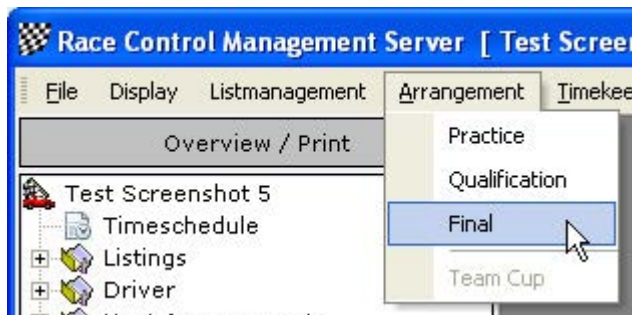 Race Control Management Server [ Test Screen
File Display Listmanagement Arrangement Timekee
Overview / Print
Practice
Qualification
Final
Team Cup
Test Screenshot 5
Timeschedule
Listings
Driver